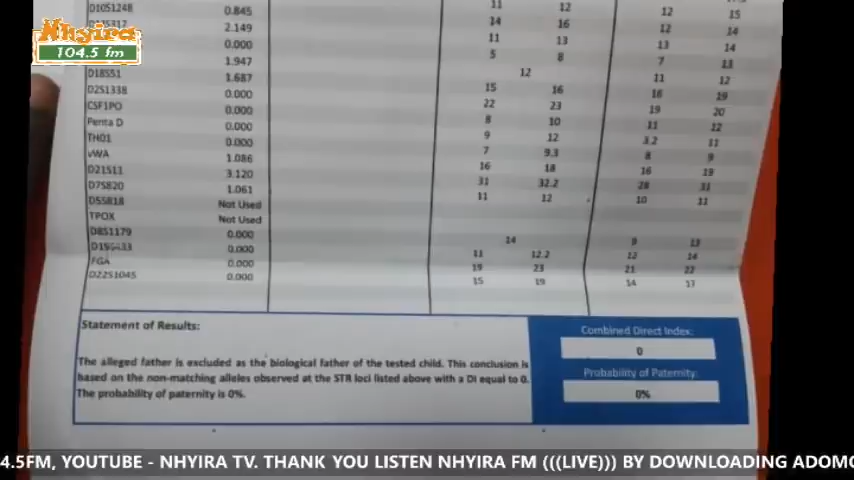 Nhyira
104.5 fm
D10S1248 0.845 11 12 12 15
2.149 14 16 12 14
0.000 11 13 13 14
1.947 5 8 7 13
D18S51 1.687 12 11 12
D2S1338 0.000 15 16 16 19
CSF1PO 0.000 22 23 19 20
Penta D 0.000 8 10 11 12
TH01 0.000 9 12 3.2 11
vWA 1.086 7 9.3 8 9
D21S11 3.120 16 18 16 19
D7S820 1.061 31 32.2 28 31
D5S818 Not Used 11 12 10 11
TPOX Not Used
D8S1179 0.000 14 9 13
0.000 11 12.2 12 14
FGA 0.000 19 23 21 22
D22S1045 0.000 15 19 14 17
Statement of Results:
The alleged father is excluded as the biological father of the tested child. This conclusion is
based on the non-matching alleles observed at the STR loci listed above with a DI equal to 0.
The probability of paternity is 0%.
Combined Direct Index:
0
Probability of Paternity:
0%
4.5FM, YOUTUBE - NHYIRA TV. THANK YOU LISTEN NHYIRA FM (((LIVE))) BY DOWNLOADING ADOM